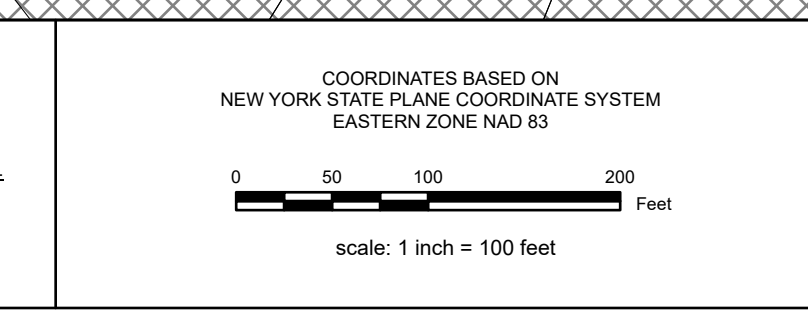 COORDINATES BASED ON
NEW YORK STATE PLANE COORDINATE SYSTEM
EASTERN ZONE NAD 83
0 50 100 200
Feet
scale: 1 inch = 100 feet